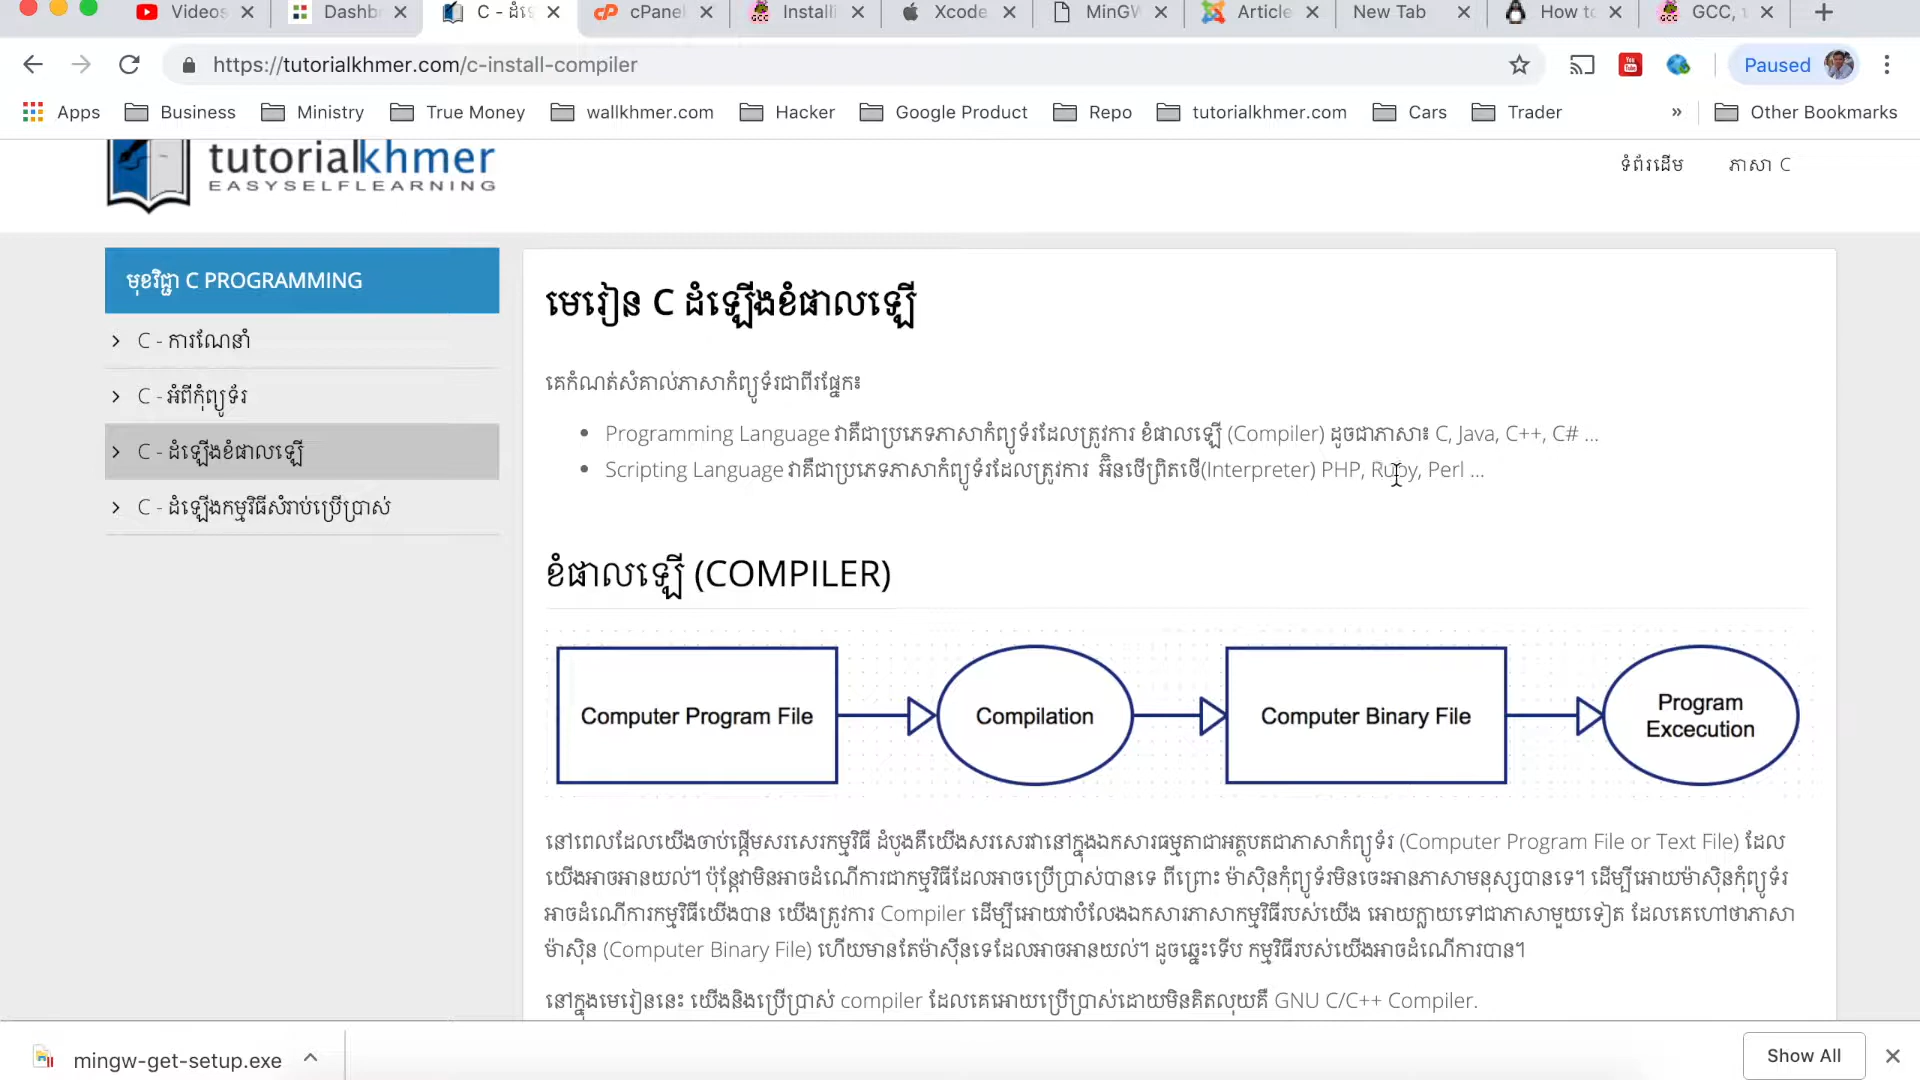 Videos
Dashb
C - ដំឡ
cPanel
Installi
Xcode
MinGW
Article
New Tab
How to
GCC, t
https://tutorialkhmer.com/c-install-compiler
Paused
Apps Business Ministry True Money wallkhmer.com Hacker Google Product Repo tutorialkhmer.com Cars Trader » Other Bookmarks
tutorialkhmer
EASYSELFLEARNING
ទំព័រដើម ភាសា C
មុខវិជ្ជា C PROGRAMMING
C - ការណែនាំ
C - អំពីកុំព្យូទ័រ
C - ដំឡើងខំផាលឡើ
C - ដំឡើងកម្មវិធីសំរាប់ប្រើប្រាស់
មេរៀន C ដំឡើងខំផាលឡើ
គេកំណត់សំគាល់ភាសាកំព្យូទ័រជាពីរផ្នែក៖
Programming Language វាគឺជាប្រភេទភាសាកំព្យូទ័រដែលត្រូវការ ខំផាលឡើ (Compiler) ដូចជាភាសា៖ C, Java, C++, C# ...
Scripting Language វាគឺជាប្រភេទភាសាកំព្យូទ័រដែលត្រូវការ អ៊ិនថើព្រិតថើ(Interpreter) PHP, Ruby, Perl ...
ខំផាលឡើ (COMPILER)
Computer Program File
Compilation
Computer Binary File
Program
Excecution
នៅពេលដែលយើងចាប់ផ្តើមសរសេរកម្មវិធី ដំបូងគឺយើងសរសេរវានៅក្នុងឯកសារធម្មតាជាអត្ថបតជាភាសាកំព្យូទ័រ (Computer Program File or Text File) ដែល
យើងអាចអានយល់។ ប៉ុន្តែវាមិនអាចដំណើការជាកម្មវិធីដែលអាចប្រើប្រាស់បានទេ ពីព្រោះ ម៉ាស៊ិនកុំព្យូទ័រមិនចេះអានភាសាមនុស្សបានទេ។ ដើម្បីអោយម៉ាស៊ិនកុំព្យូទ័រ
អាចដំណើការកម្មវិធីយើងបាន យើងត្រូវការ Compiler ដើម្បីអោយវាបំលែងឯកសារភាសាកម្មវិធីរបស់យើង អោយក្លាយទៅជាភាសាមួយទៀត ដែលគេហៅថាភាសា
ម៉ាស៊ិន (Computer Binary File) ហើយមានតែម៉ាស៊ីនទេដែលអាចអានយល់។ ដូចច្នេះទើប កម្មវិធីរបស់យើងអាចដំណើការបាន។
នៅក្នុងមេរៀននេះ យើងនិងប្រើប្រាស់ compiler ដែលគេអោយប្រើប្រាស់ដោយមិនគិតលុយគឺ GNU C/C++ Compiler.
mingw-get-setup.exe
Show All